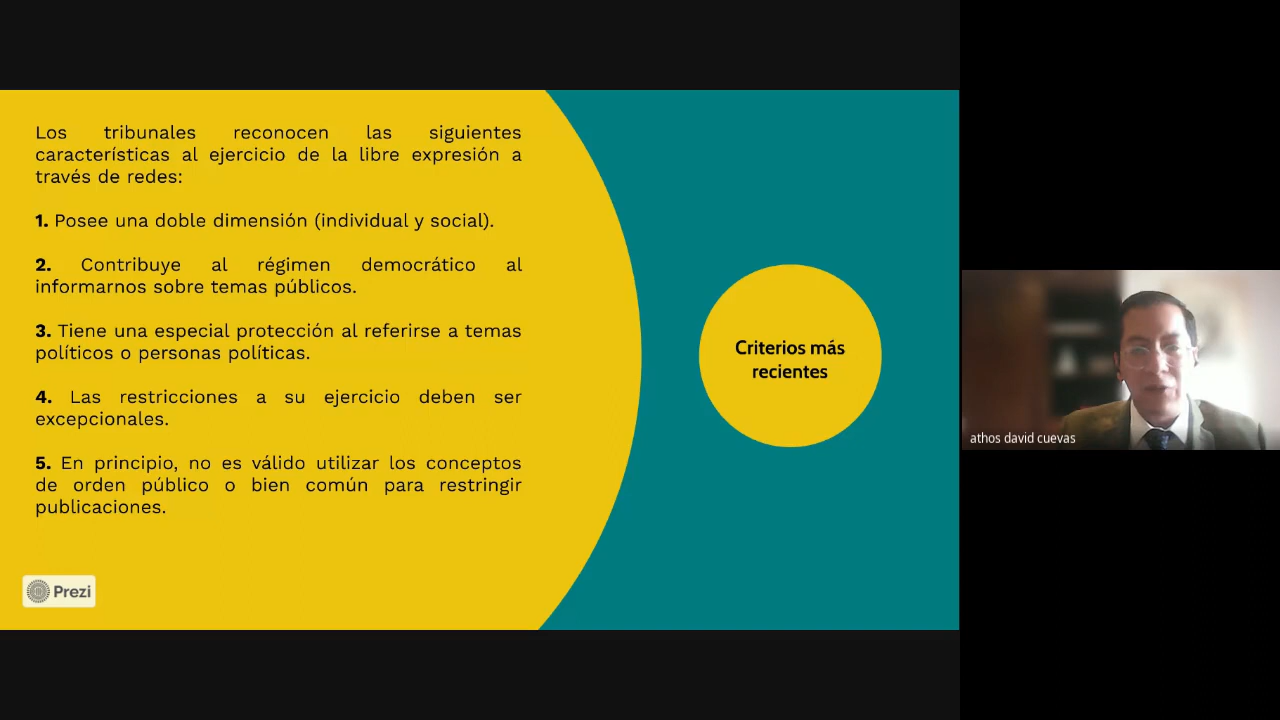 Los tribunales reconocen las siguientes
características al ejercicio de la libre expresión a
través de redes:
1. Posee una doble dimensión (individual y social).
2. Contribuye al régimen democrático al
informarnos sobre temas públicos.
3. Tiene una especial protección al referirse a temas
políticos o personas políticas.
4. Las restricciones a su ejercicio deben ser
excepcionales.
5. En principio, no es válido utilizar los conceptos
de orden público o bien común para restringir
publicaciones.
Prezi
Criterios más
recientes
athos david cuevas